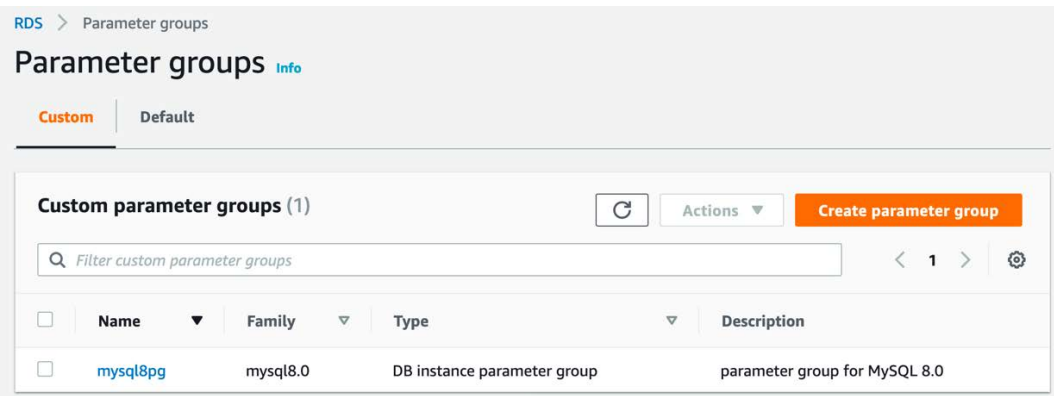 RDS > Parameter groups
Parameter groups Info
Custom Default
Custom parameter groups (1) Actions Create parameter group
Filter custom parameter groups < 1 >
Name Family Type Description
mysql8pg mysql8.0 DB instance parameter group parameter group for MySQL 8.0